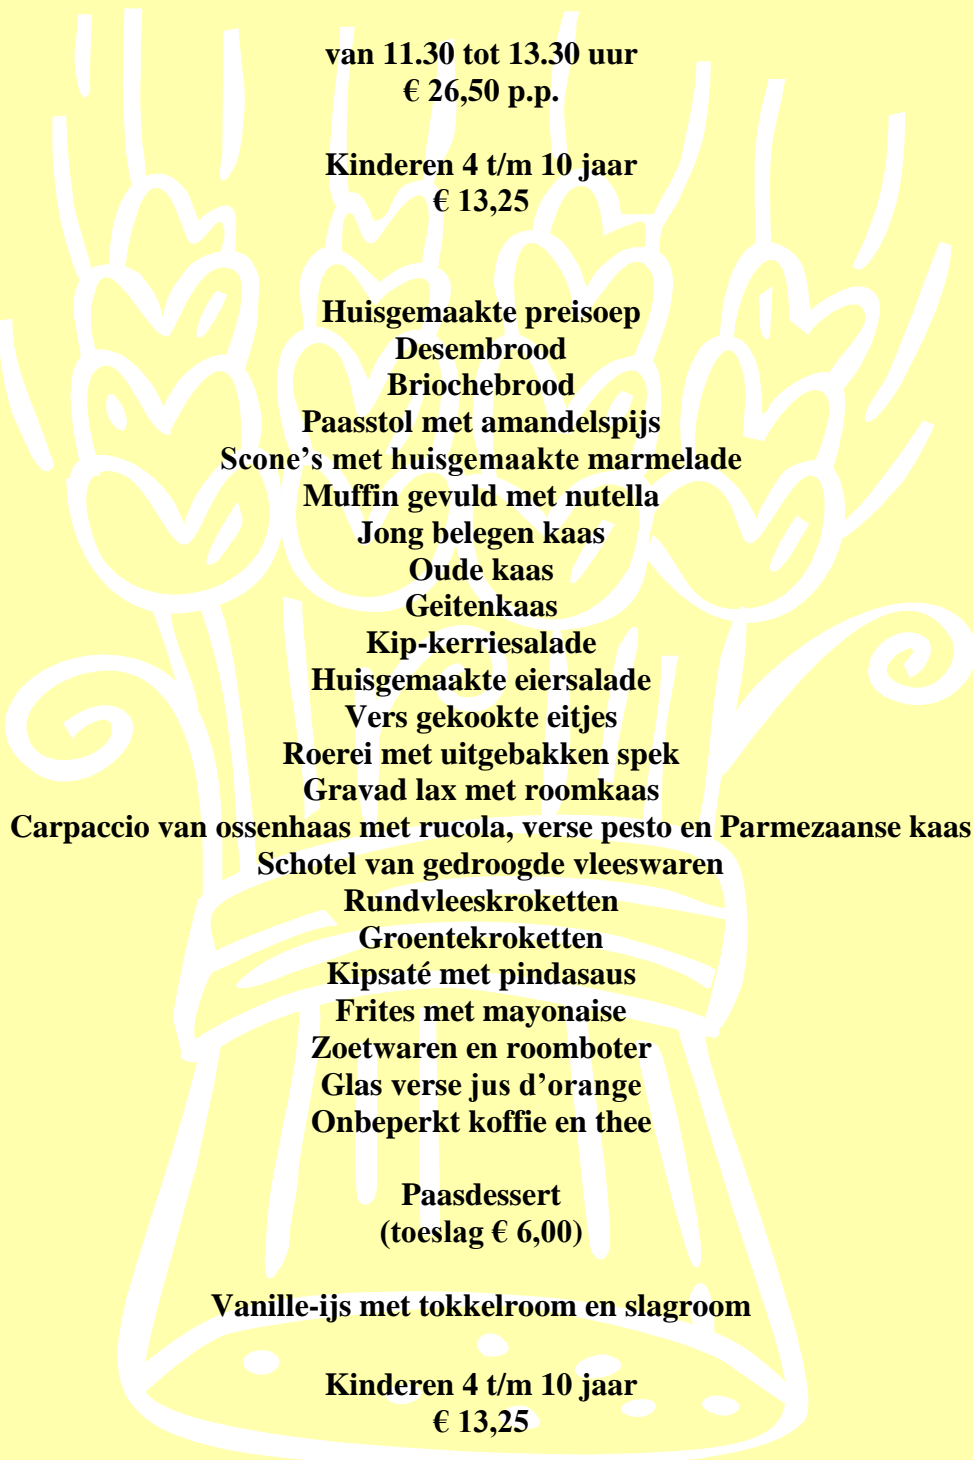 van 11.30 tot 13.30 uur
€ 26,50 p.p.
Kinderen 4 t/m 10 jaar
€ 13,25
Huisgemaakte preisoep
Desembrood
Briochebrood
Paasstol met amandelspijs
Scone’s met huisgemaakte marmelade
Muffin gevuld met nutella
Jong belegen kaas
Oude kaas
Geitenkaas
Kip-kerriesalade
Huisgemaakte eiersalade
Vers gekookte eitjes
Roerei met uitgebakken spek
Gravad lax met roomkaas
Carpaccio van ossenhaas met rucola, verse pesto en Parmezaanse kaas
Schotel van gedroogde vleeswaren
Rundvleeskroketten
Groentekroketten
Kipsaté met pindasaus
Frites met mayonaise
Zoetwaren en roomboter
Glas verse jus d’orange
Onbeperkt koffie en thee
Paasdessert
(toeslag € 6,00)
Vanille-ijs met tokkelroom en slagroom
Kinderen 4 t/m 10 jaar
€ 13,25